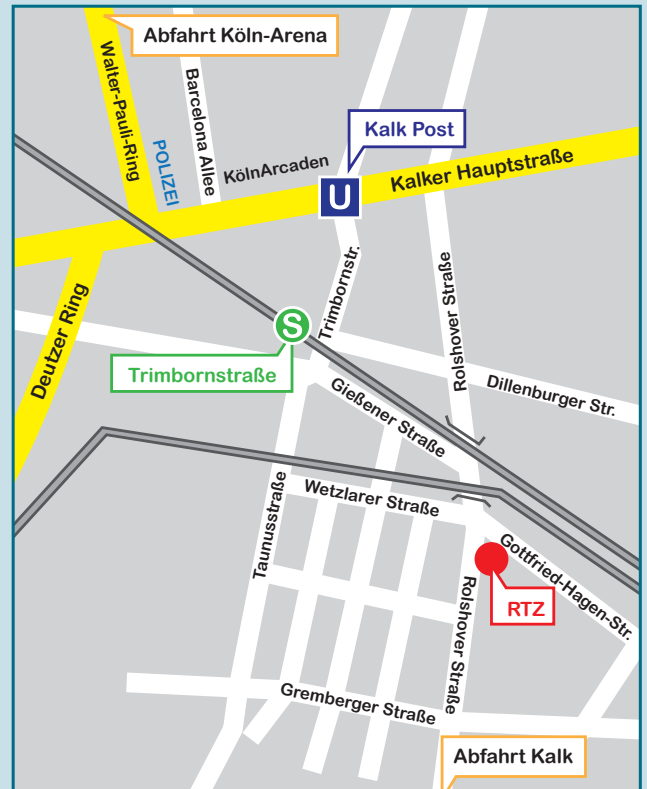 Abfahrt Köln-Arena
Walter-Pauli-Ring
Barcelona Allee
POLIZEI
KölnArcaden
Kalk Post
U
Kalker Hauptstraße
Deutzer Ring
Trimbornstr.
S
Trimbornstraße
Rolshover Straße
Dillenburger Str.
Gießener Straße
Wetzlarer Straße
Taunusstraße
Gottfried-Hagen-Str.
RTZ
Rolshover Straße
Gremberger Straße
Abfahrt Kalk